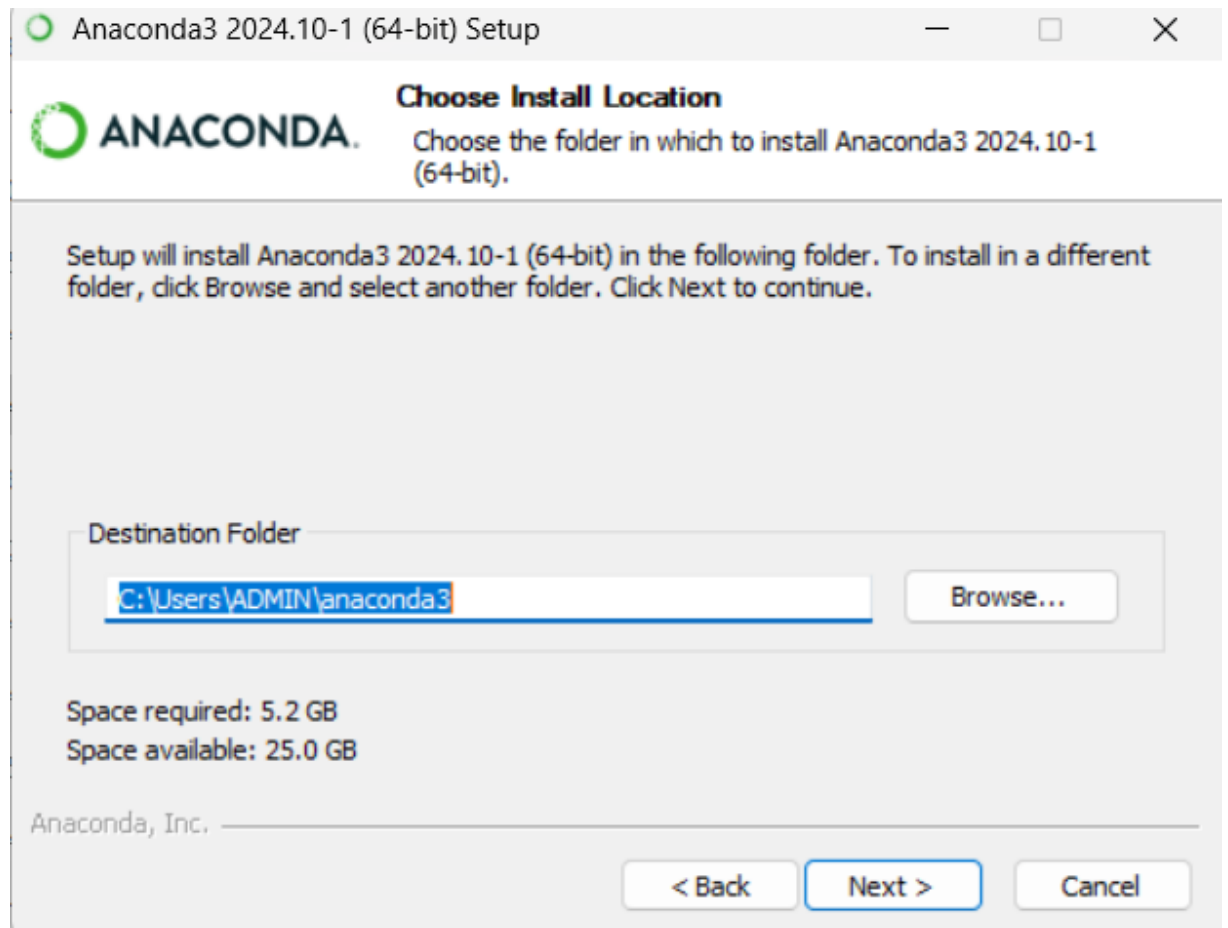 Anaconda3 2024.10-1 (64-bit) Setup
ANACONDA.
Choose Install Location
Choose the folder in which to install Anaconda3 2024.10-1
(64-bit).
Setup will install Anaconda3 2024.10-1 (64-bit) in the following folder. To install in a different
folder, click Browse and select another folder. Click Next to continue.
Destination Folder
C:\Users\ADMIN\anaconda3
Browse...
Space required: 5.2 GB
Space available: 25.0 GB
Anaconda, Inc.
< Back
Next >
Cancel